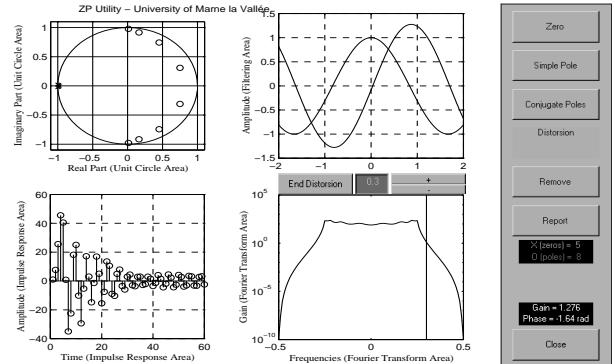 ZP Utility – University of Marne la Vallée
Imaginary Part (Unit Circle Area)
1
0.5
0
−0.5
−1
−1 −0.5 0 0.5 1
Real Part (Unit Circle Area)
Amplitude (Filtering Area)
1.5
1
0.5
0
−0.5
−1
−1.5
−2 −1 0 1 2
End Distorsion
0.3
+
-
Amplitude (Impulse Response Area)
60
40
20
0
−20
−40
0 20 40 60
Time (Impulse Response Area)
Gain (Fourier Transform Area)
10^5
10^0
10^−5
10^−10
−0.5 0 0.5
Frequencies (Fourier Transform Area)
Zero
Simple Pole
Conjugate Poles
Distorsion
Remove
Report
X (zeros) = 5
O (poles) = 8
Gain = 1.276
Phase = -1.64 rad
Close